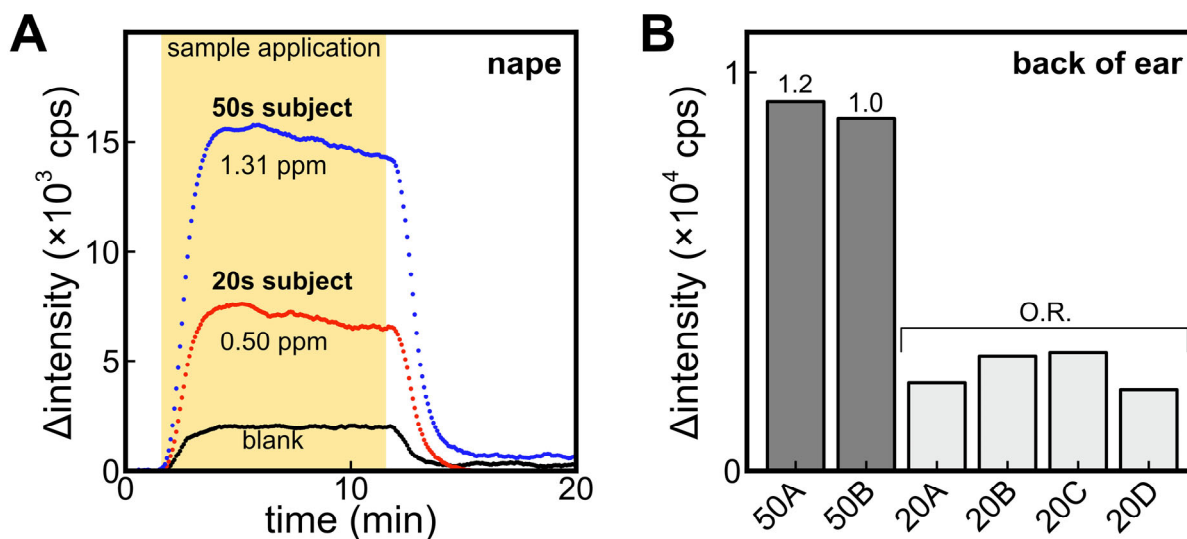 A
sample application
nape
50s subject
1.31 ppm
20s subject
0.50 ppm
blank
15
10
5
0
Δintensity (×10³ cps)
0
10
20
time (min)
B
back of ear
1
0
Δintensity (×10⁴ cps)
1.2
1.0
O.R.
50A
50B
20A
20B
20C
20D